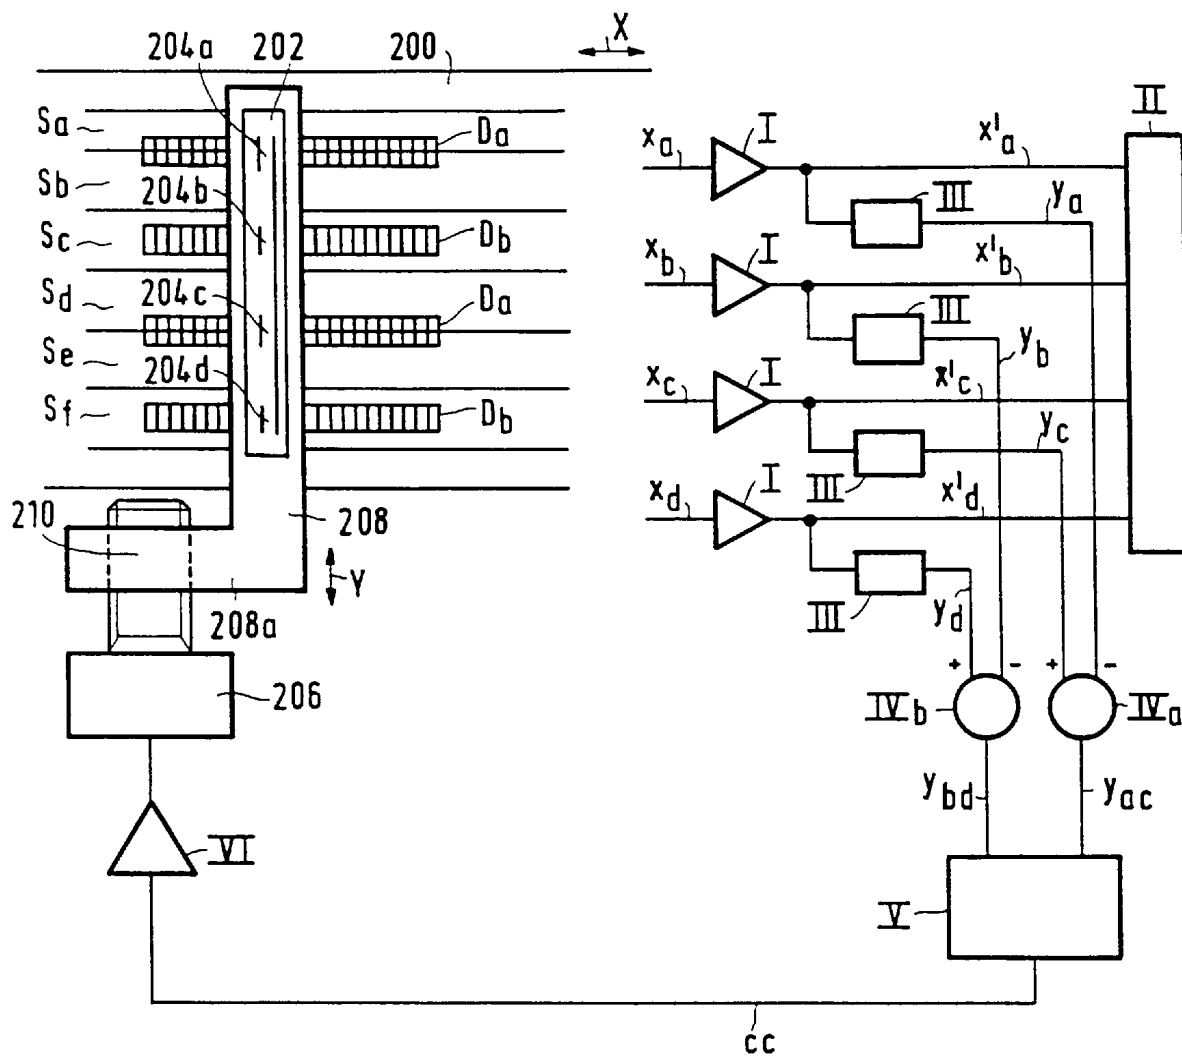 X
204a 202 200
II
Sa
Da
xa
I
x'a
Sb
III
ya
204b
Sc
Db
xb
I
x'b
Sd
204c
Da
III
yb
Se
204d
xc
I
x'c
Sf
Db
yc
III
xd
I
x'd
210
208
Y
III
yd
208a
+ - + -
206
IVb
IVa
ybd
yac
VI
V
cc